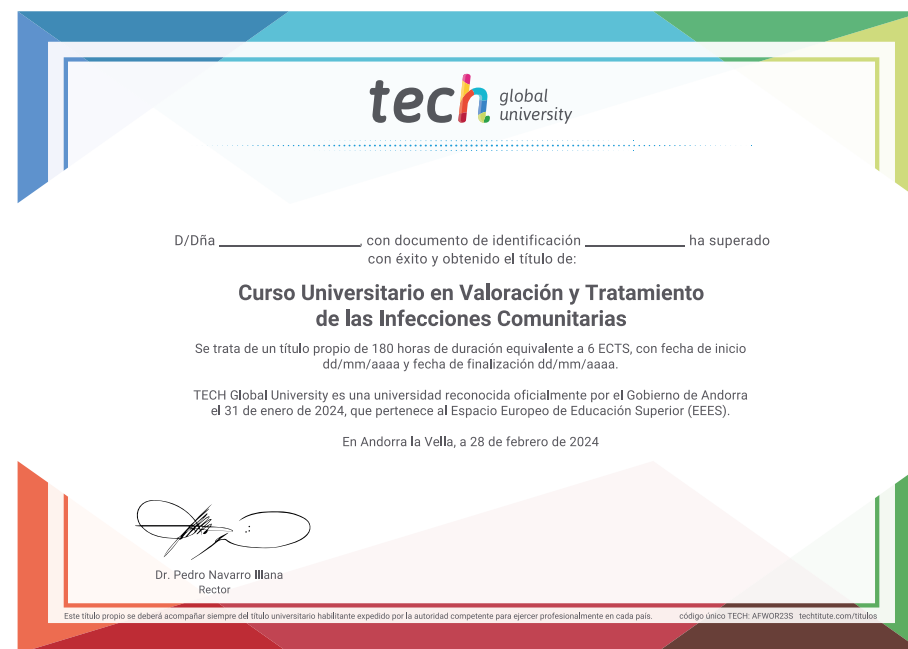 tech global university
D/Dña ____________________, con documento de identificación ______________ ha superado
con éxito y obtenido el título de:
Curso Universitario en Valoración y Tratamiento
de las Infecciones Comunitarias
Se trata de un título propio de 180 horas de duración equivalente a 6 ECTS, con fecha de inicio
dd/mm/aaaa y fecha de finalización dd/mm/aaaa.
TECH Global University es una universidad reconocida oficialmente por el Gobierno de Andorra
el 31 de enero de 2024, que pertenece al Espacio Europeo de Educación Superior (EEES).
En Andorra la Vella, a 28 de febrero de 2024
Dr. Pedro Navarro Illana
Rector
Este título propio se deberá acompañar siempre del título universitario habilitante expedido por la autoridad competente para ejercer profesionalmente en cada país. código único TECH: AFWOR23S techtitute.com/titulos